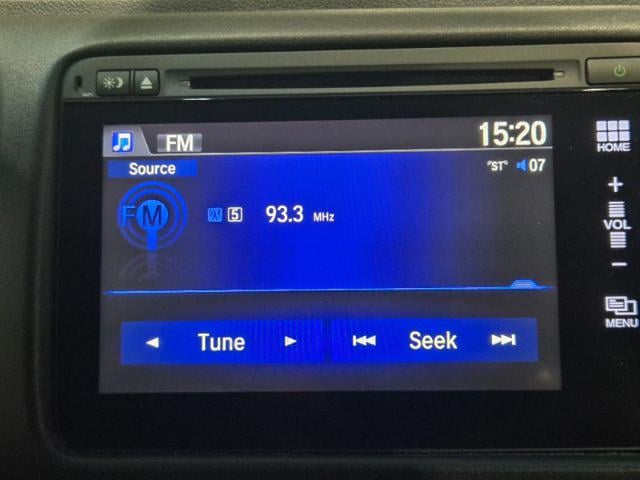 FM
15:20
Source
"ST"
07
FM
5
93.3 MHz
Tune
Seek
HOME
+
VOL
−
MENU